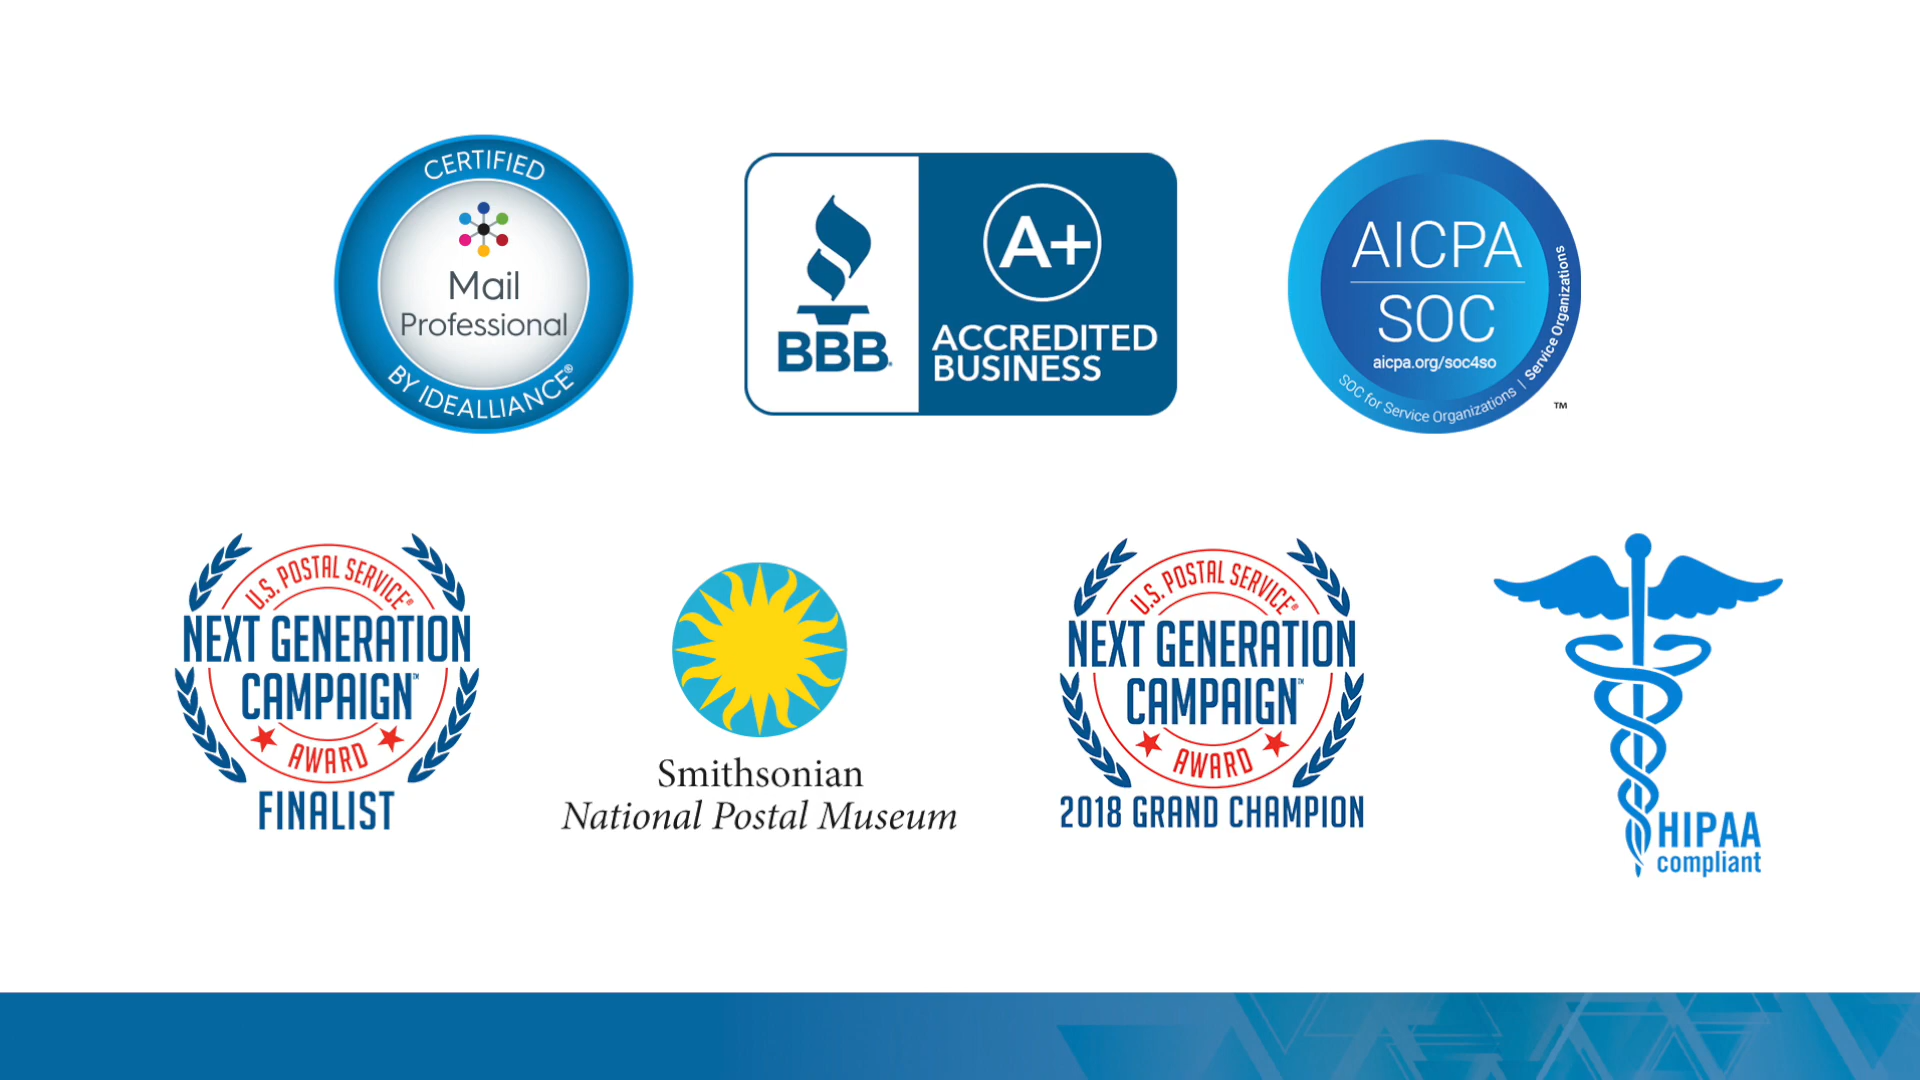 CERTIFIED
Mail
Professional
BY IDEALLIANCE®
BBB.
A+
ACCREDITED
BUSINESS
AICPA
SOC
aicpa.org/soc4so
SOC for Service Organizations | Service Organizations
™
U.S. POSTAL SERVICE®
NEXT GENERATION
CAMPAIGN™
AWARD
FINALIST
Smithsonian
National Postal Museum
U.S. POSTAL SERVICE®
NEXT GENERATION
CAMPAIGN™
AWARD
2018 GRAND CHAMPION
HIPAA
compliant